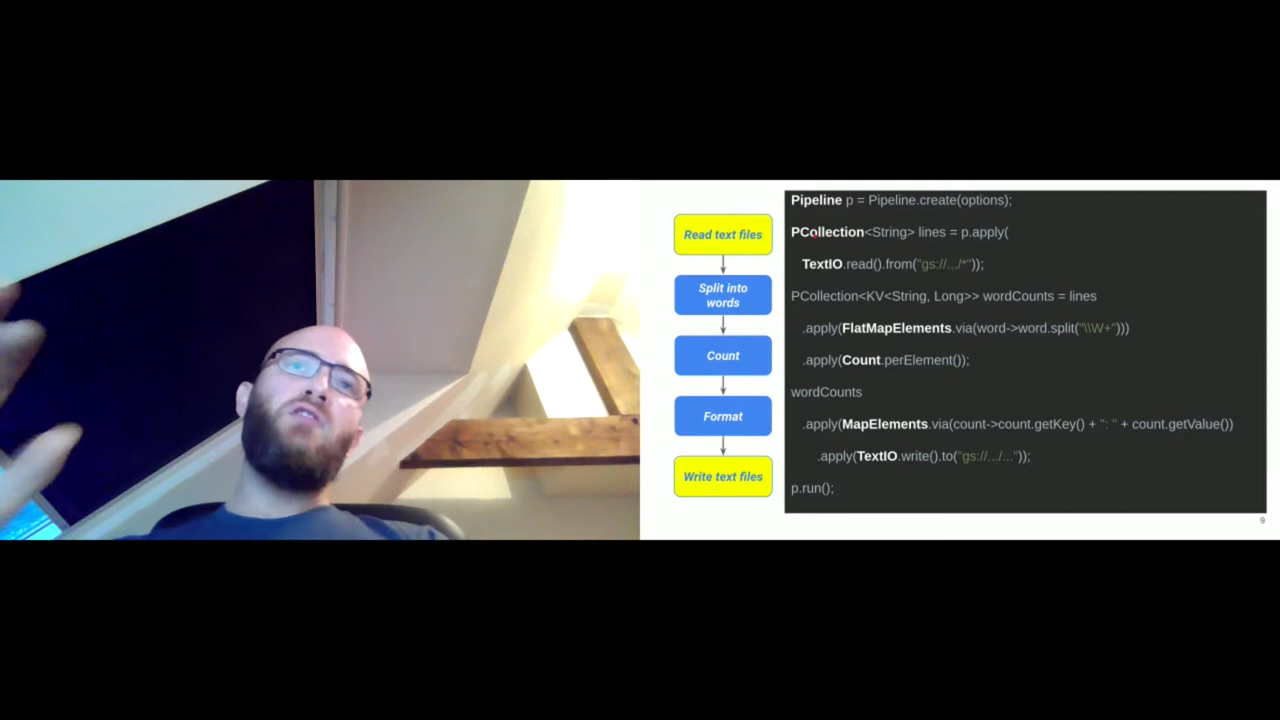 Read text files
Split into
words
Count
Format
Write text files
Pipeline p = Pipeline.create(options);
PCollection<String> lines = p.apply(
TextIO.read().from("gs://.../*"));
PCollection<KV<String, Long>> wordCounts = lines
.apply(FlatMapElements.via(word->word.split("\\W+")))
.apply(Count.perElement());
wordCounts
.apply(MapElements.via(count->count.getKey() + ": " + count.getValue())
.apply(TextIO.write().to("gs://.../..."));
p.run();
9